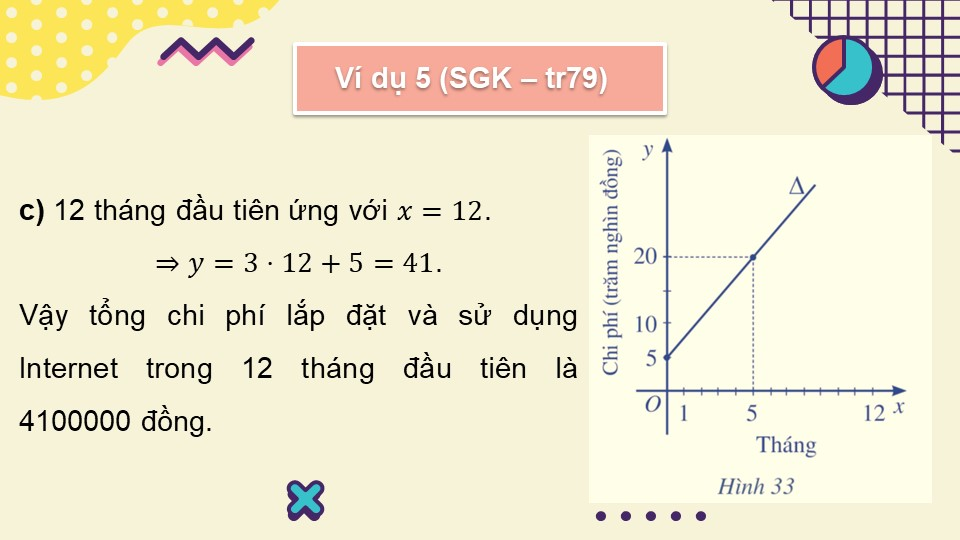 Ví dụ 5 (SGK – tr79)
c) 12 tháng đầu tiên ứng với 𝑥 = 12.
⇒ 𝑦 = 3 · 12 + 5 = 41.
Vậy tổng chi phí lắp đặt và sử dụng
Internet trong 12 tháng đầu tiên là
4100000 đồng.
y
Chi phí (trăm nghìn đồng)
Δ
20
10
5
O
1
5
12
x
Tháng
Hình 33